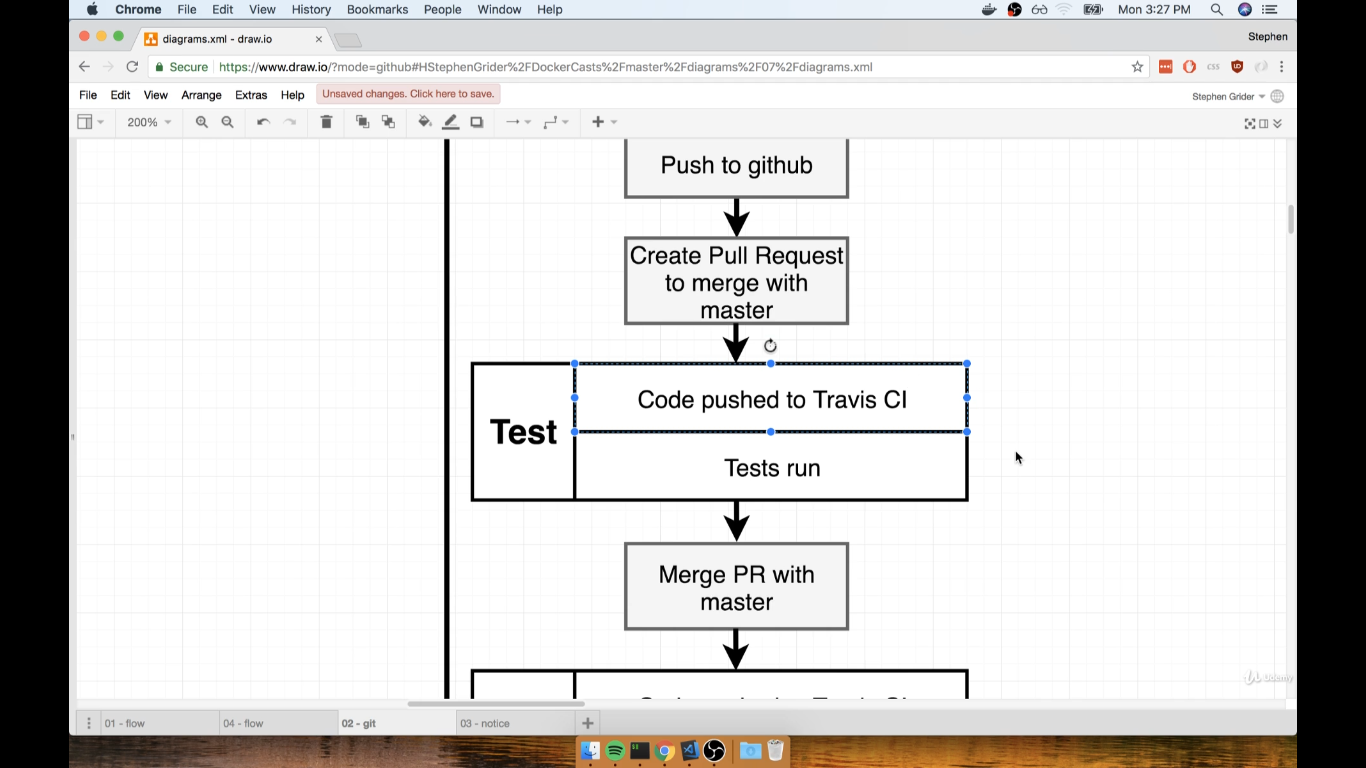 Chrome File Edit View History Bookmarks People Window Help Mon 3:27 PM
diagrams.xml - draw.io × Stephen
Secure https://www.draw.io/?mode=github#HStephenGrider%2FDockerCasts%2Fmaster%2Fdiagrams%2F07%2Fdiagrams.xml
File Edit View Arrange Extras Help Unsaved changes. Click here to save. Stephen Grider
200%
Push to github
Create Pull Request
to merge with
master
Test
Code pushed to Travis CI
Tests run
Merge PR with
master
Udemy
01 - flow 04 - flow 02 - git 03 - notice